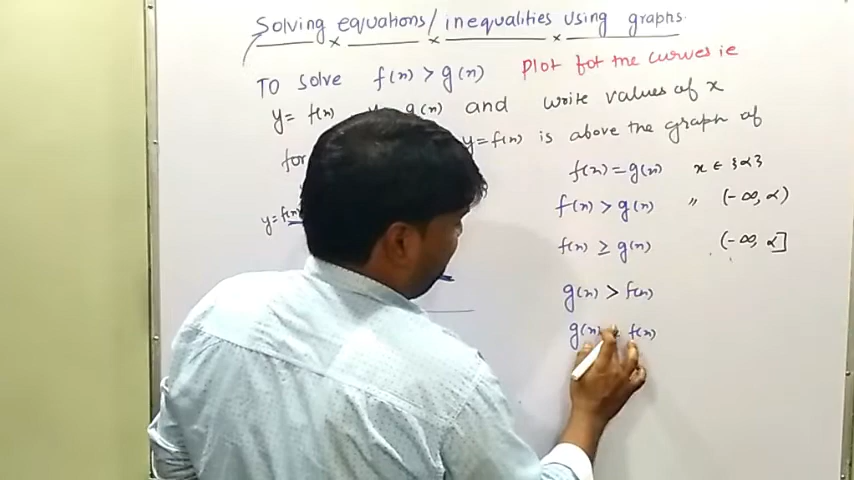 Solving equations/inequalities using graphs.
To solve f(x) > g(x) Plot fot the curves ie
y = f(x) g(x) and write values of x
for y=f(x) is above the graph of
f(x) = g(x) x ∈ {α}
y = f(x)
f(x) > g(x) " (-∞, α)
f(x) ≥ g(x) (-∞, α]
g(x) > f(x)
g(x) f(x)